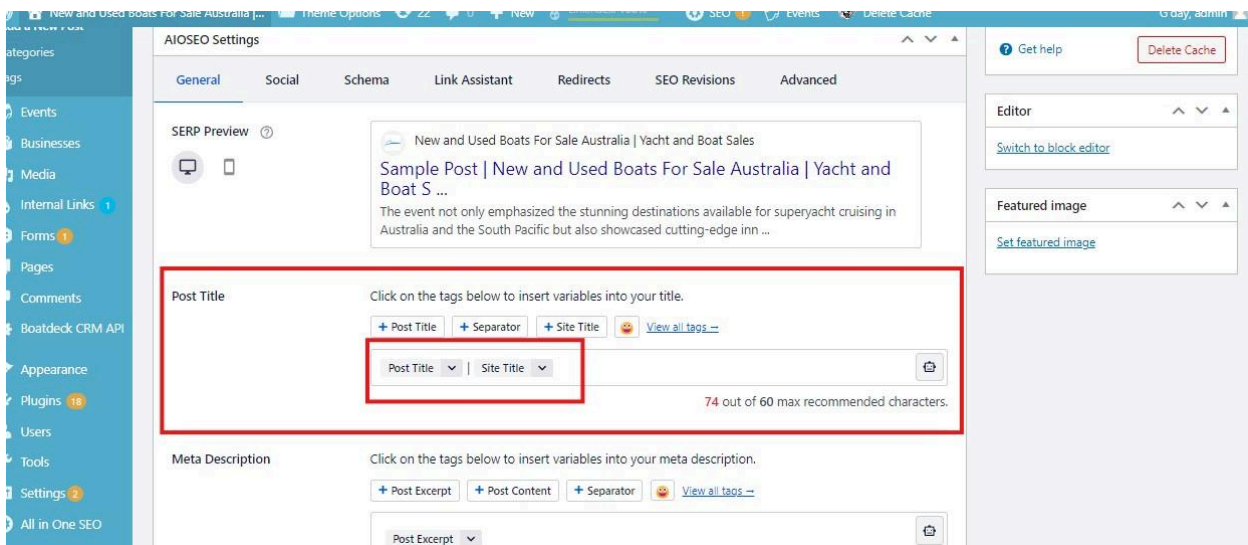 New and Used Boats For Sale Australia |... Theme Options 22 0 New SEO Events Delete Cache G'day, admin
Add a New Post
ategories
ags
Events
Businesses
Media
Internal Links 1
Forms 1
Pages
Comments
Boatdeck CRM API
Appearance
Plugins 18
Users
Tools
Settings 2
All in One SEO
AIOSEO Settings
General Social Schema Link Assistant Redirects SEO Revisions Advanced
SERP Preview
New and Used Boats For Sale Australia | Yacht and Boat Sales
Sample Post | New and Used Boats For Sale Australia | Yacht and
Boat S ...
The event not only emphasized the stunning destinations available for superyacht cruising in
Australia and the South Pacific but also showcased cutting-edge inn ...
Post Title
Click on the tags below to insert variables into your title.
+ Post Title + Separator + Site Title View all tags →
Post Title | Site Title
74 out of 60 max recommended characters.
Meta Description
Click on the tags below to insert variables into your meta description.
+ Post Excerpt + Post Content + Separator View all tags →
Post Excerpt
Get help
Delete Cache
Editor
Switch to block editor
Featured image
Set featured image